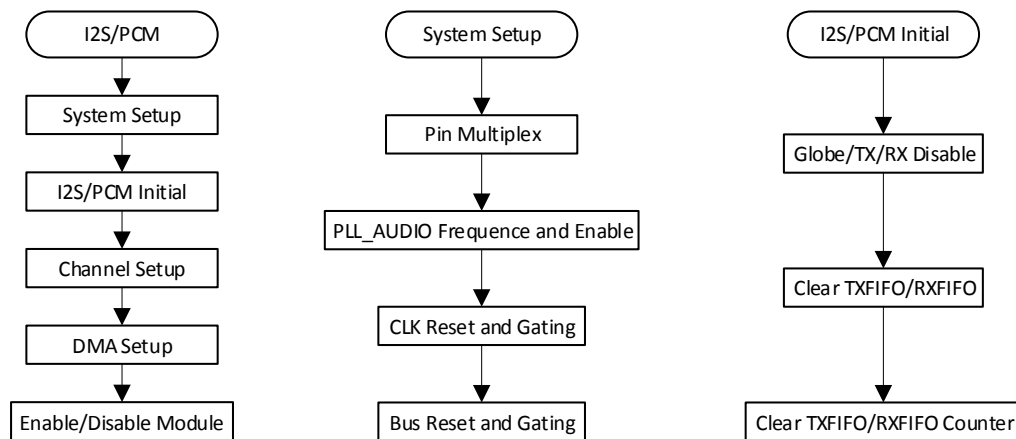 I2S/PCM
System Setup
I2S/PCM Initial
Channel Setup
DMA Setup
Enable/Disable Module
System Setup
Pin Multiplex
PLL_AUDIO Frequence and Enable
CLK Reset and Gating
Bus Reset and Gating
I2S/PCM Initial
Globe/TX/RX Disable
Clear TXFIFO/RXFIFO
Clear TXFIFO/RXFIFO Counter